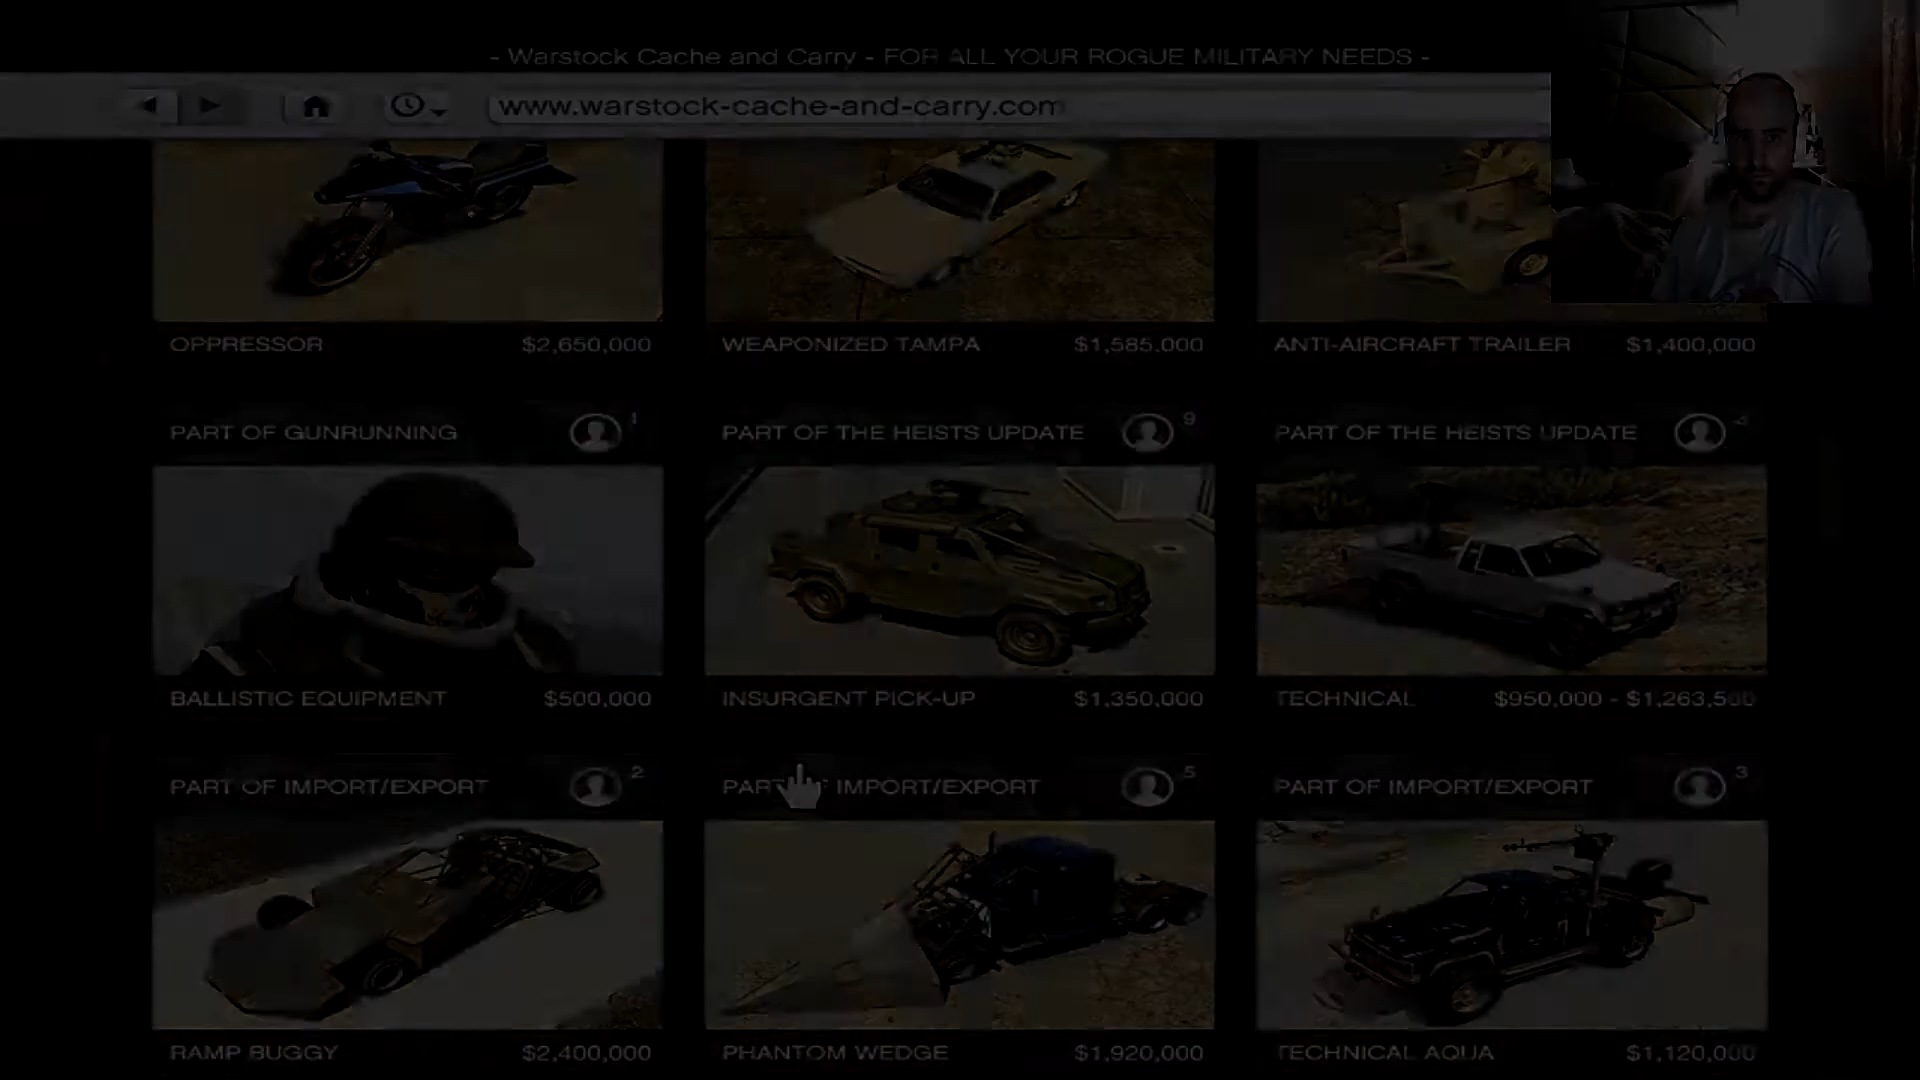 - Warstock Cache and Carry - FOR ALL YOUR ROGUE MILITARY NEEDS -
www.warstock-cache-and-carry.com
OPPRESSOR $2,650,000
WEAPONIZED TAMPA $1,585,000
ANTI-AIRCRAFT TRAILER $1,400,000
PART OF GUNRUNNING 1
PART OF THE HEISTS UPDATE 9
PART OF THE HEISTS UPDATE
BALLISTIC EQUIPMENT $500,000
INSURGENT PICK-UP $1,350,000
TECHNICAL $950,000 - $1,263,500
PART OF IMPORT/EXPORT 2
PART IMPORT/EXPORT 5
PART OF IMPORT/EXPORT 3
RAMP BUGGY $2,400,000
PHANTOM WEDGE $1,920,000
TECHNICAL AQUA $1,120,000